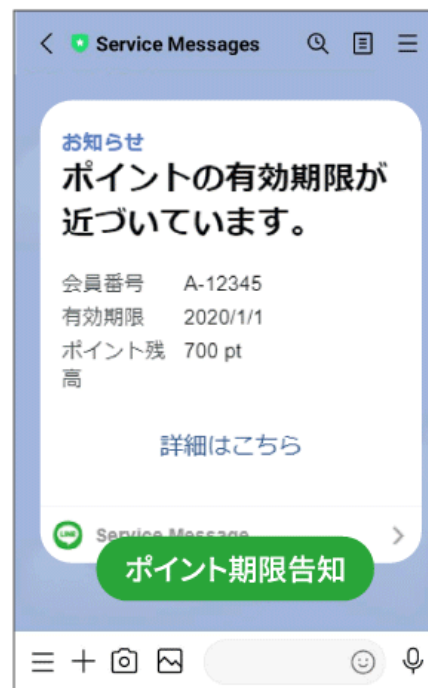 Service Messages
お知らせ
ポイントの有効期限が
近づいています。
会員番号 A-12345
有効期限 2020/1/1
ポイント残 700 pt
高
詳細はこちら
LINE Service Message
ポイント期限告知